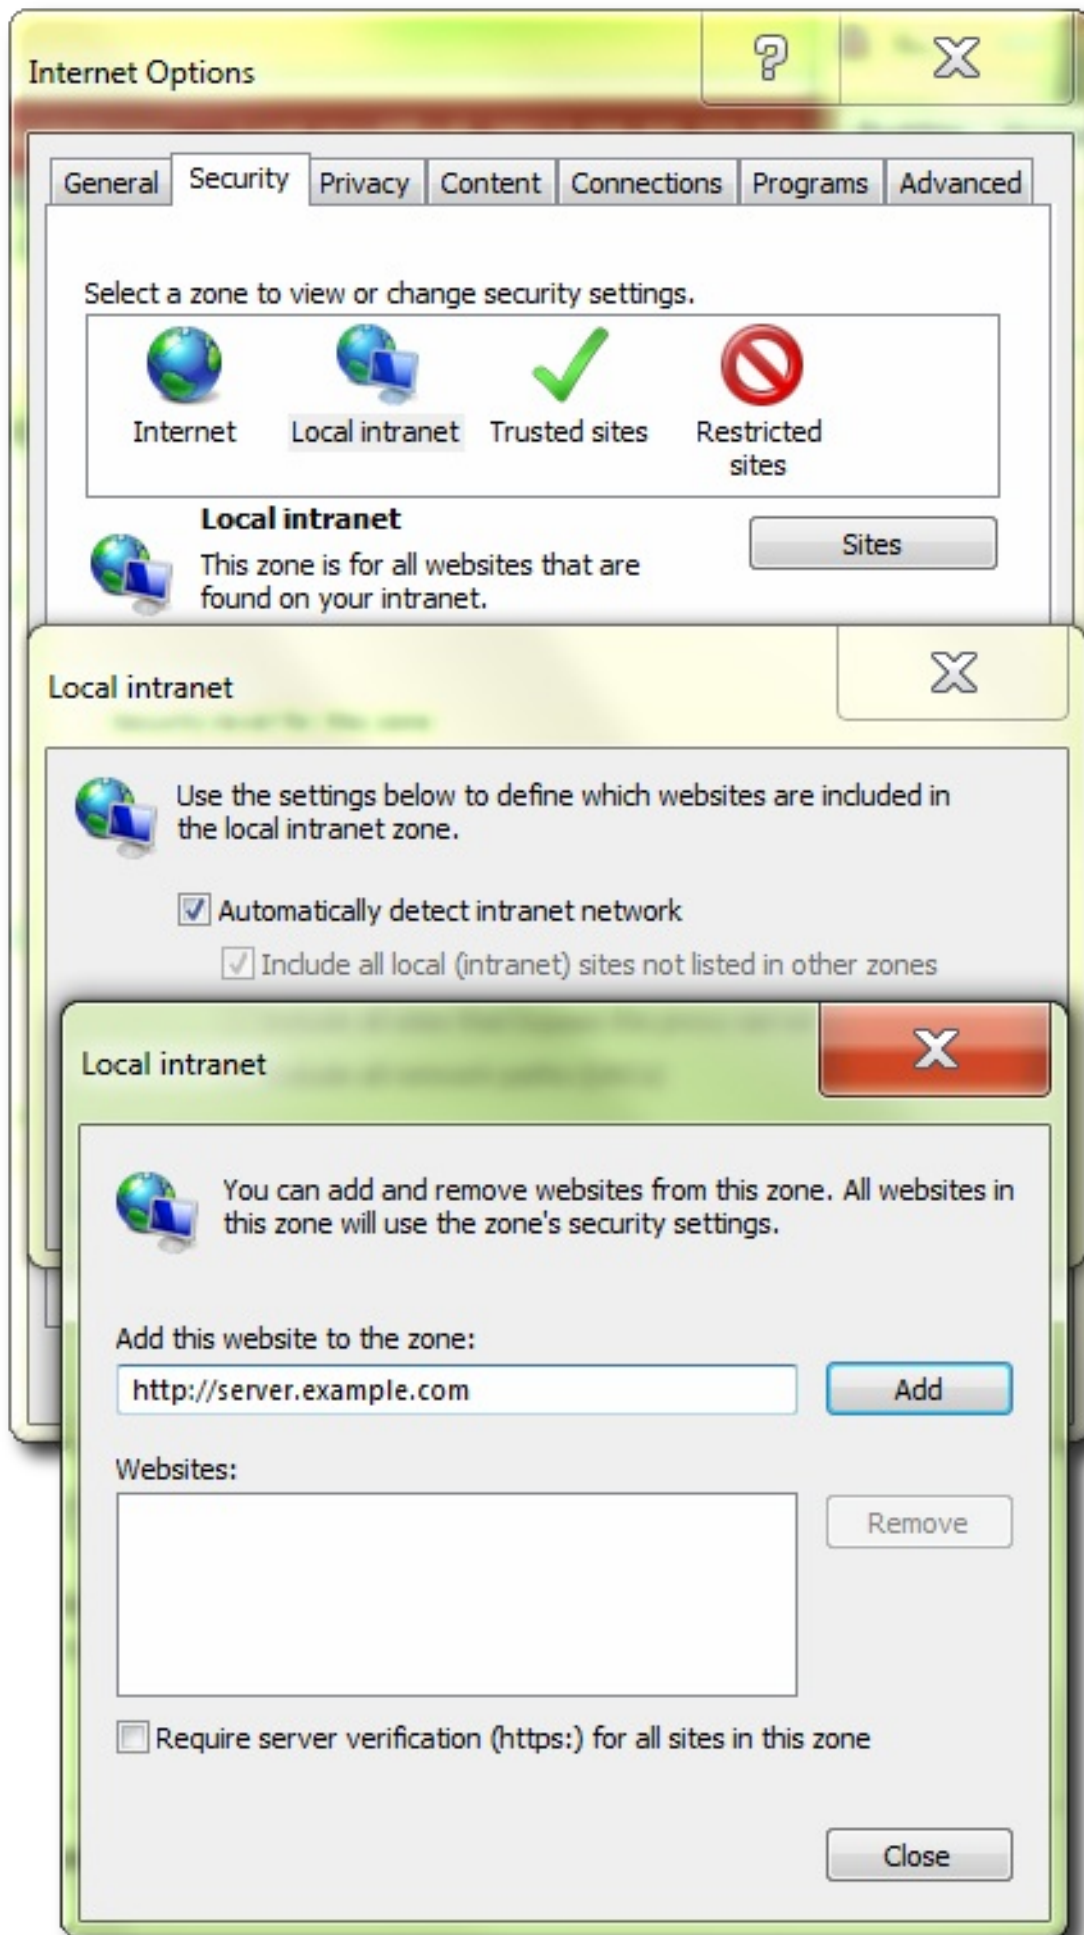 Internet Options
General Security Privacy Content Connections Programs Advanced
Select a zone to view or change security settings.
Internet Local intranet Trusted sites Restricted
sites
Local intranet
Sites
This zone is for all websites that are
found on your intranet.
Local intranet
Use the settings below to define which websites are included in
the local intranet zone.
Automatically detect intranet network
Include all local (intranet) sites not listed in other zones
Local intranet
You can add and remove websites from this zone. All websites in
this zone will use the zone's security settings.
Add this website to the zone:
http://server.example.com Add
Websites:
Remove
Require server verification (https:) for all sites in this zone
Close